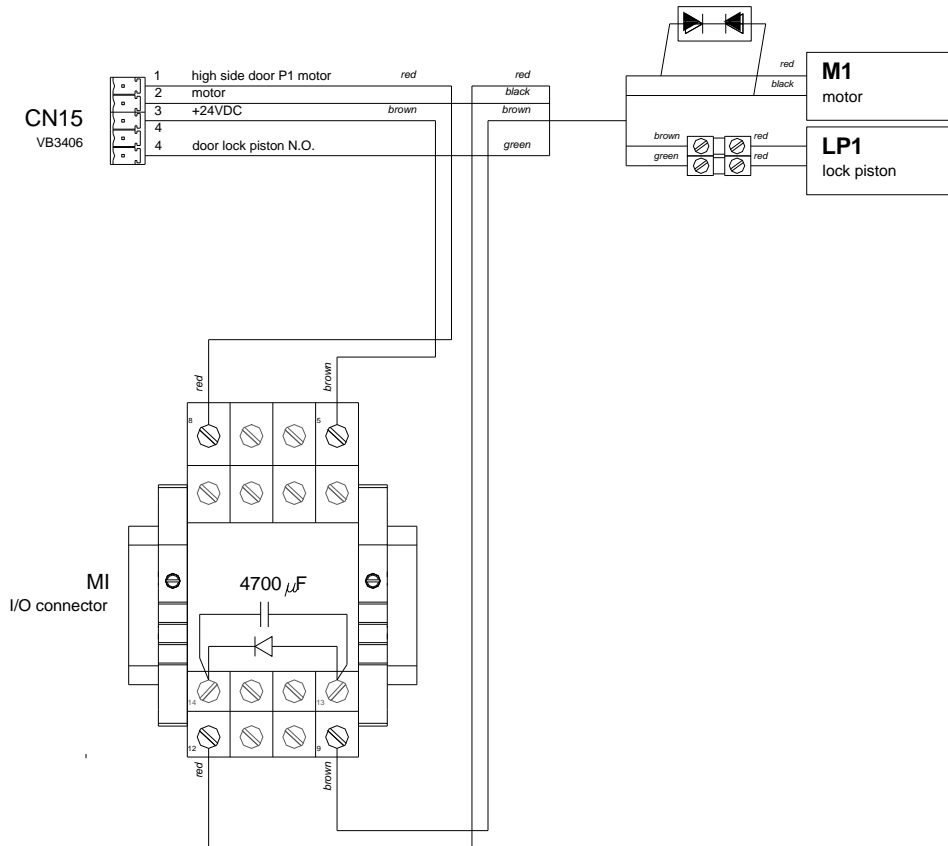 CN15
VB3406
1 high side door P1 motor red red
2 motor black
3 +24VDC brown brown
4
4 door lock piston N.O. green
red
black
M1
motor
brown red
green red
LP1
lock piston
red
brown
8
5
MI
I/O connector
4700 µF
14
13
12
9
red
brown